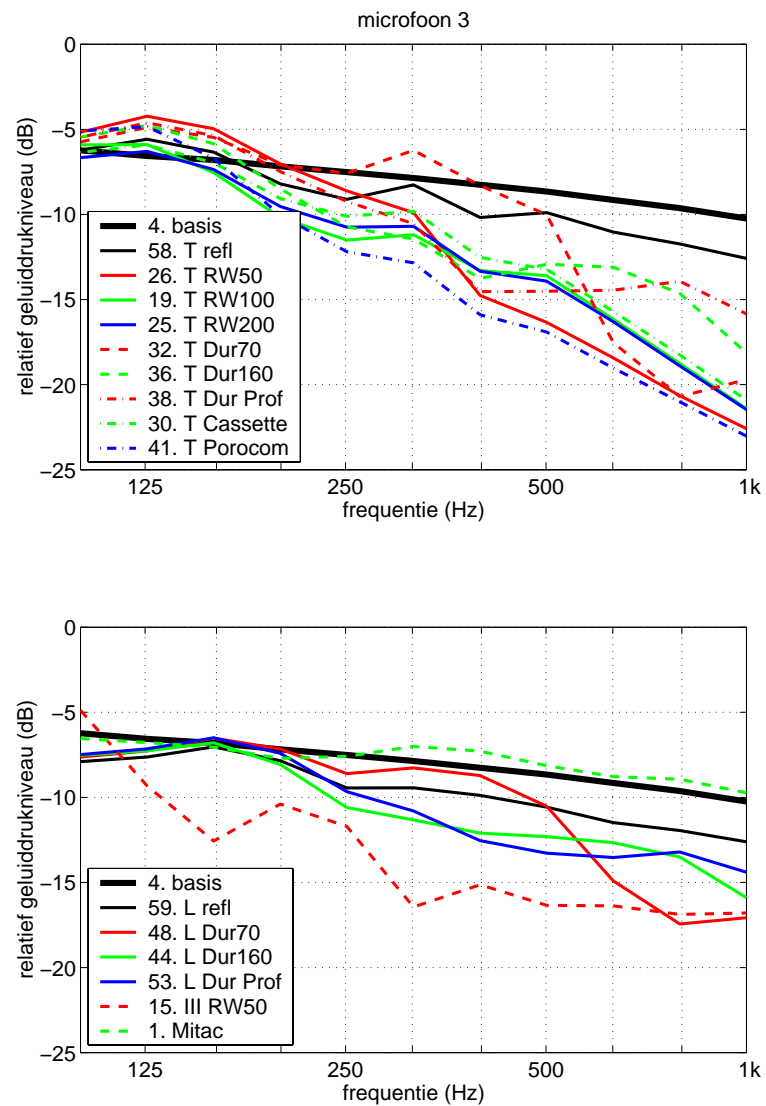 microfoon 3
0
−5
−10
−15
−20
−25
relatief geluiddrukniveau (dB)
4. basis
58. T refl
26. T RW50
19. T RW100
25. T RW200
32. T Dur70
36. T Dur160
38. T Dur Prof
30. T Cassette
41. T Porocom
125
250
500
1k
frequentie (Hz)
0
−5
−10
−15
−20
−25
relatief geluiddrukniveau (dB)
4. basis
59. L refl
48. L Dur70
44. L Dur160
53. L Dur Prof
15. III RW50
1. Mitac
125
250
500
1k
frequentie (Hz)